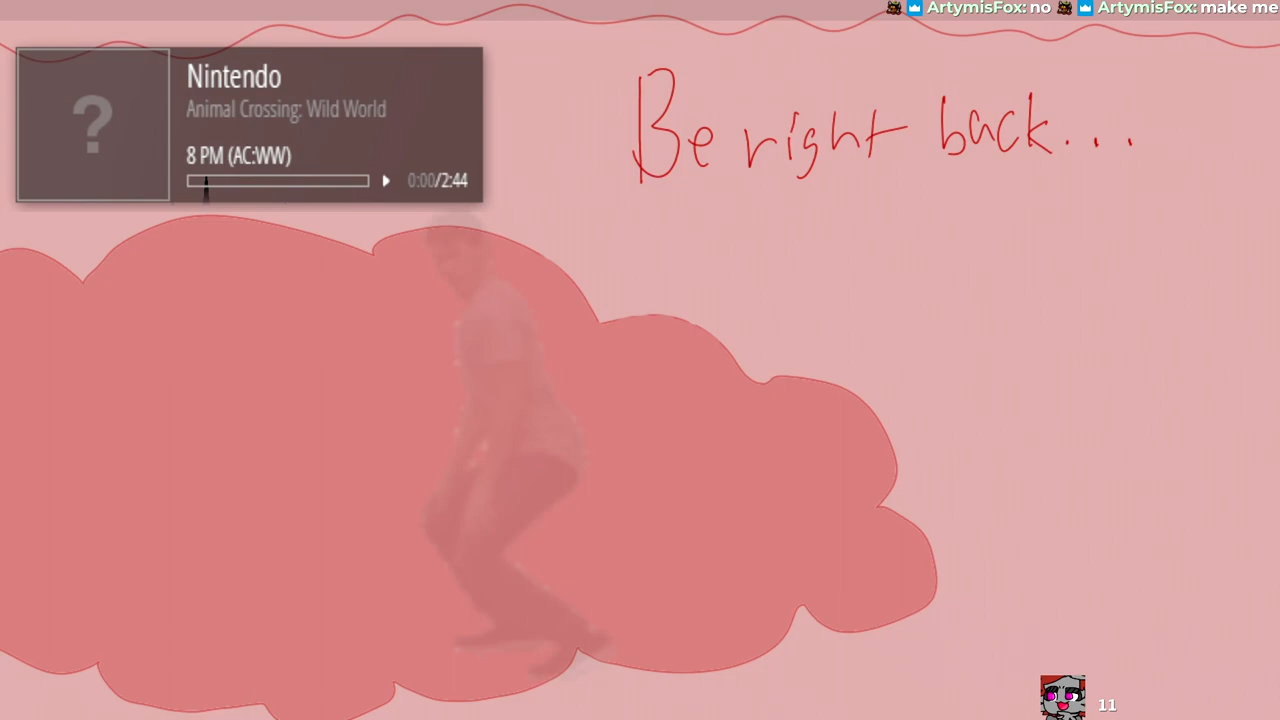 ArtymisFox: no ArtymisFox: make me
Nintendo
Animal Crossing: Wild World
8 PM (AC:WW)
0:00/2:44
Be right back...
11